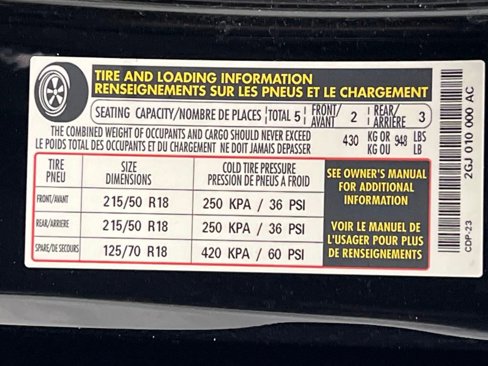 TIRE AND LOADING INFORMATION
RENSEIGNEMENTS SUR LES PNEUS ET LE CHARGEMENT
SEATING CAPACITY/NOMBRE DE PLACES TOTAL 5 FRONT/AVANT 2 REAR/ARRIÈRE 3
THE COMBINED WEIGHT OF OCCUPANTS AND CARGO SHOULD NEVER EXCEED 430 KG OR 948 LBS
LE POIDS TOTAL DES OCCUPANTS ET DU CHARGEMENT NE DOIT JAMAIS DEPASSER KG OU LB
TIRE SIZE COLD TIRE PRESSURE
PNEU DIMENSIONS PRESSION DE PNEUS A FROID
FRONT/AVANT 215/50 R18 250 KPA / 36 PSI
REAR/ARRIERE 215/50 R18 250 KPA / 36 PSI
SPARE/DE SECOURS 125/70 R18 420 KPA / 60 PSI
SEE OWNER'S MANUAL
FOR ADDITIONAL
INFORMATION
VOIR LE MANUEL DE
L'USAGER POUR PLUS
DE RENSEIGNEMENTS
2GJ 010 000 AC
CDP-23